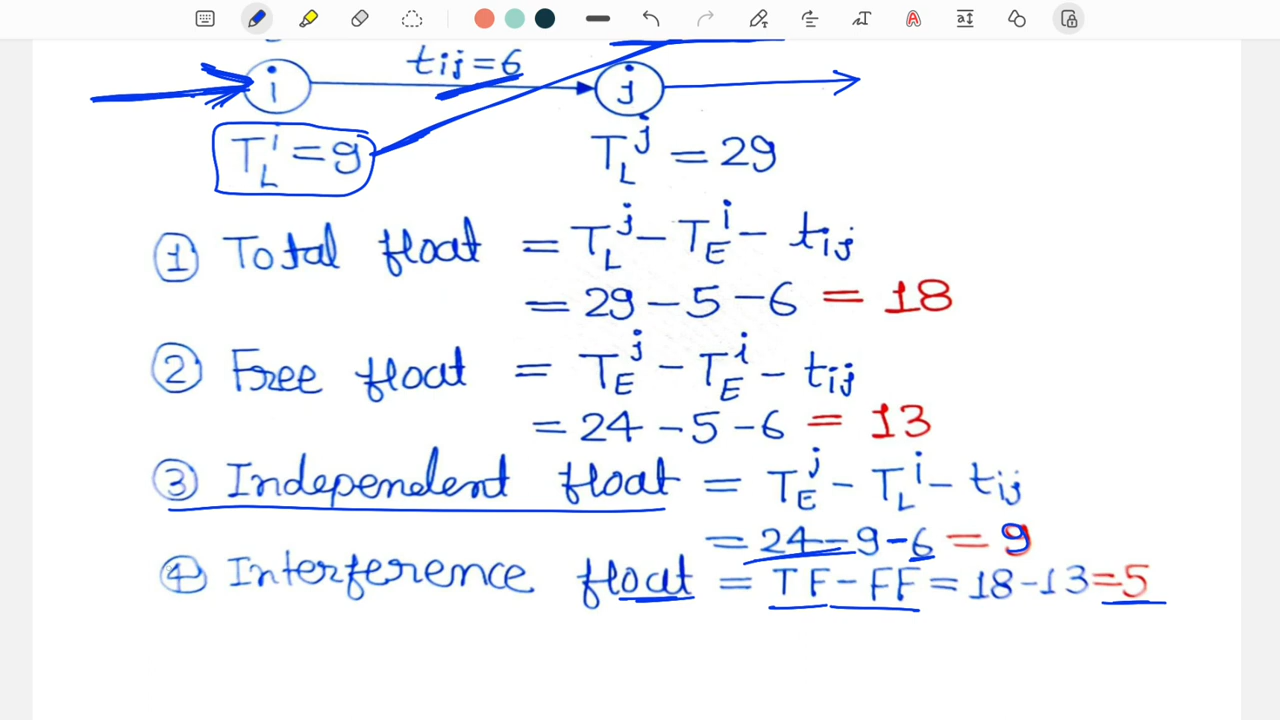 tij=6
i j
T_L^i = 9 T_L^j = 29
① Total float = T_L^j - T_E^i - tij
= 29 - 5 - 6 = 18
② Free float = T_E^j - T_E^i - tij
= 24 - 5 - 6 = 13
③ Independent float = T_E^j - T_L^i - tij
= 24 - 9 - 6 = 9
④ Interference float = TF - FF = 18 - 13 = 5